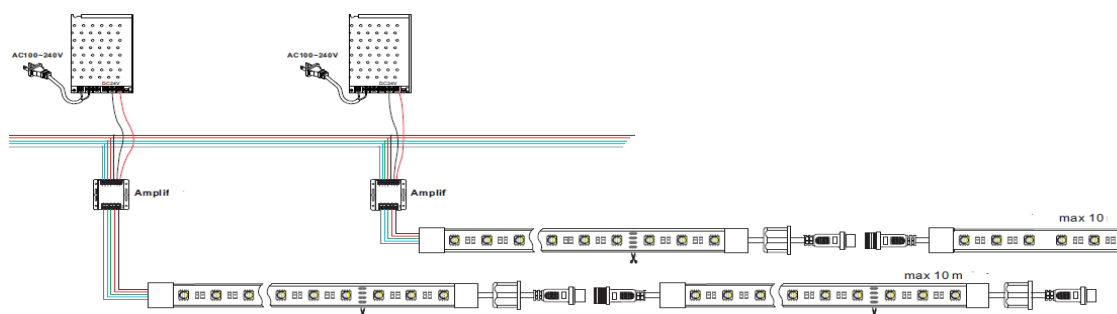 AC100~240V
DC24V
AC100~240V
DC24V
Amplif
Amplif
max 10
max 10 m